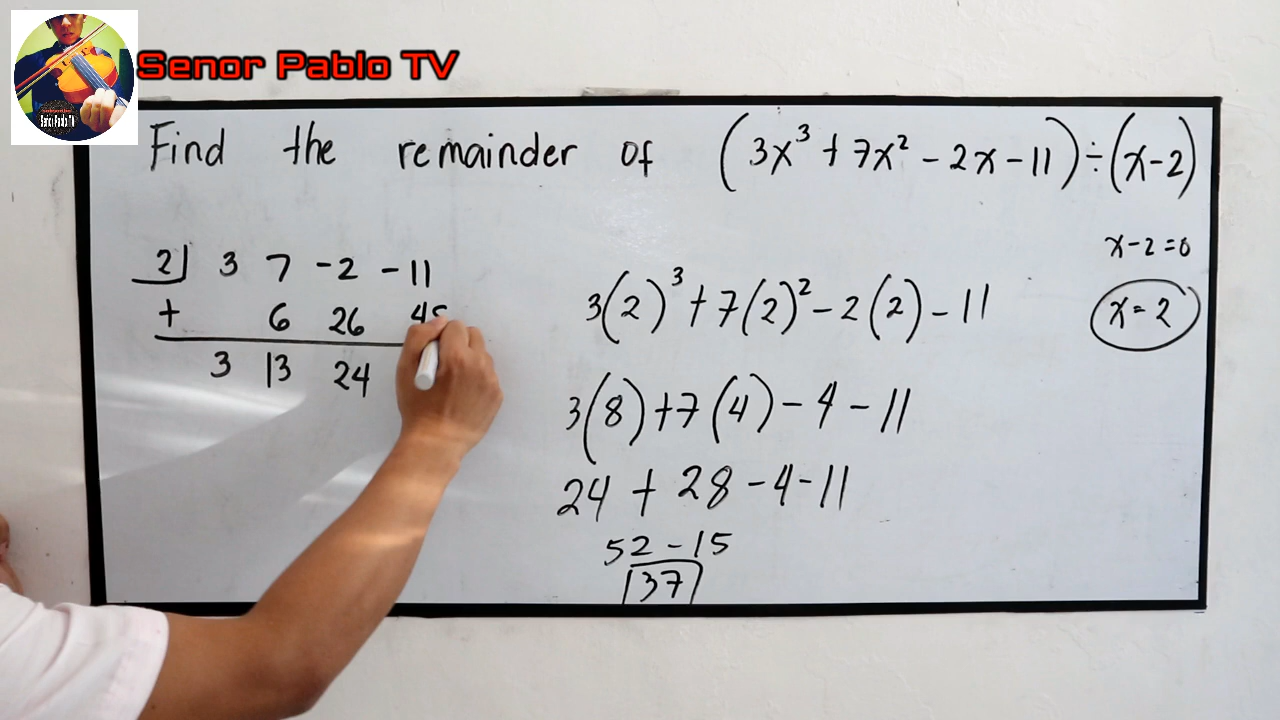 Senor Pablo TV
Find the remainder of (3x³ + 7x² - 2x - 11) ÷ (x-2)
x-2=0
x=2
2 3 7 -2 -11
+ 6 26
3 13 24
3(2)³ + 7(2)² - 2(2) - 11
3(8) + 7(4) - 4 - 11
24 + 28 - 4 - 11
52 - 15
37